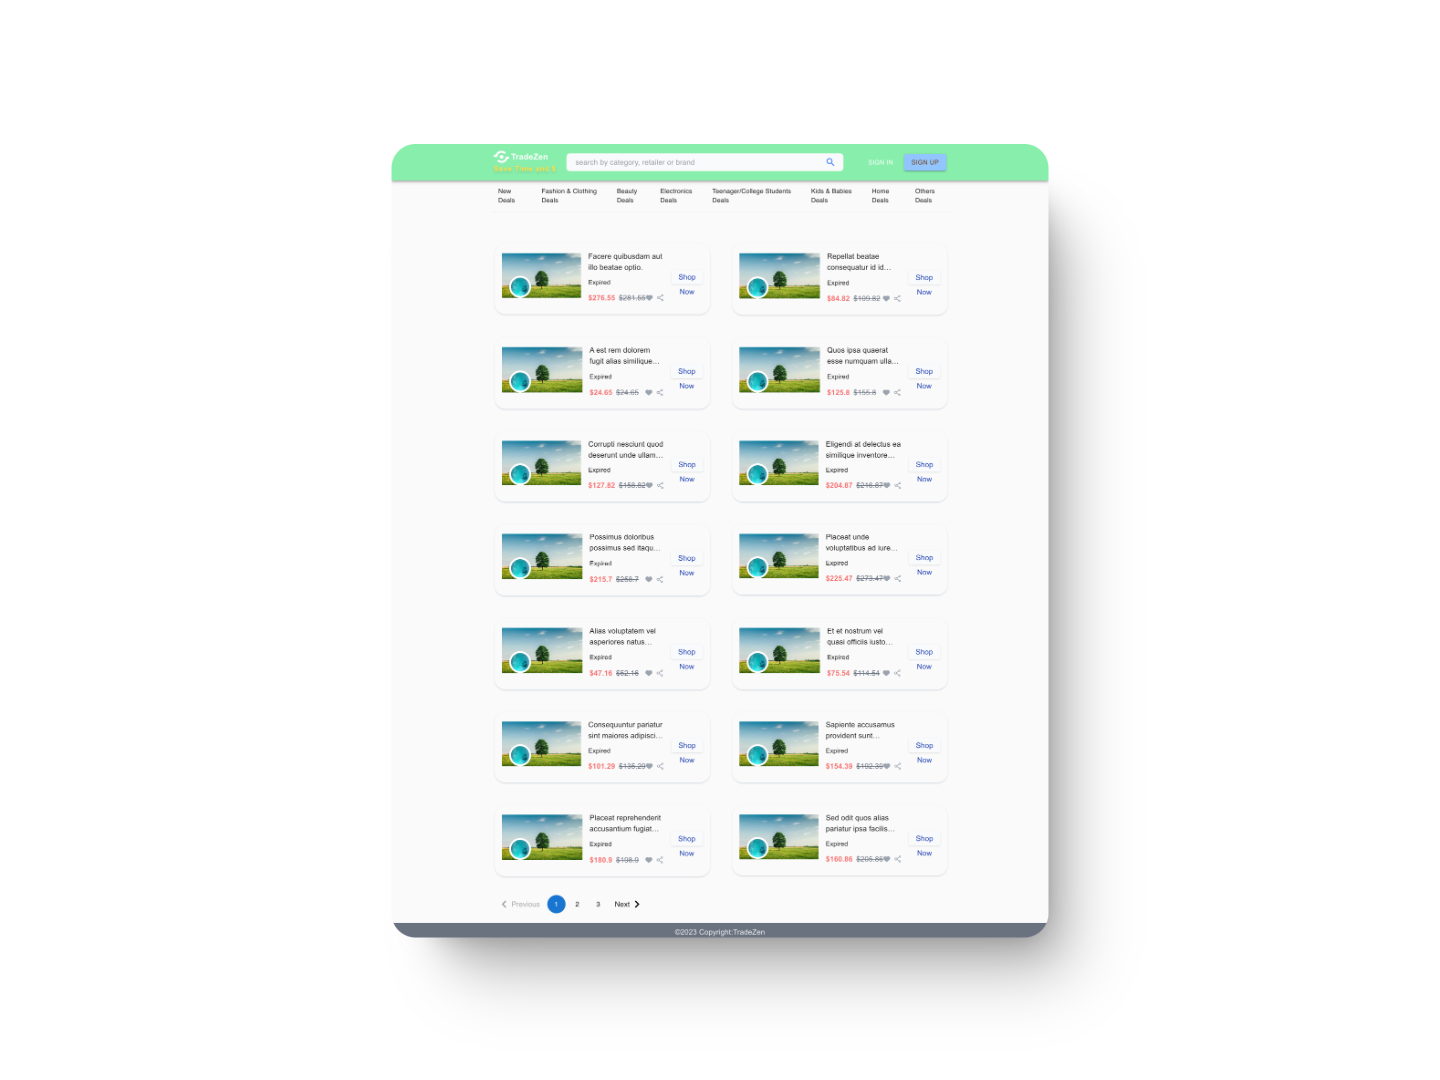 TradeZen
Save Time and $
search by category, retailer or brand
SIGN IN
SIGN UP
New Deals
Fashion & Clothing Deals
Beauty Deals
Electronics Deals
Teenager/College Students Deals
Kids & Babies Deals
Home Deals
Others Deals
Facere quibusdam aut
illo beatae optio.
Expired
$276.55 $281.55
Shop
Now
Repellat beatae
consequatur id id...
Expired
$84.82 $109.82
Shop
Now
A est rem dolorem
fugit alias similique...
Expired
$24.65 $24.65
Shop
Now
Quos ipsa quaerat
esse numquam ulla...
Expired
$125.8 $155.8
Shop
Now
Corrupti nesciunt quod
deserunt unde ullam...
Expired
$127.82 $158.82
Shop
Now
Eligendi at delectus ea
similique inventore...
Expired
$204.87 $216.87
Shop
Now
Possimus doloribus
possimus sed itaqu...
Expired
$215.7 $258.7
Shop
Now
Placeat unde
voluptatibus ad iure...
Expired
$225.47 $273.47
Shop
Now
Alias voluptatem vel
asperiores natus...
Expired
$47.16 $52.16
Shop
Now
Et et nostrum vel
quasi officiis iusto...
Expired
$75.54 $114.54
Shop
Now
Consequuntur pariatur
sint maiores adipisci...
Expired
$101.29 $135.29
Shop
Now
Sapiente accusamus
provident sunt...
Expired
$154.39 $192.39
Shop
Now
Placeat reprehenderit
accusantium fugiat...
Expired
$180.9 $198.9
Shop
Now
Sed odit quos alias
pariatur ipsa facilis...
Expired
$160.86 $205.86
Shop
Now
Previous 1 2 3 Next
©2023 Copyright:TradeZen